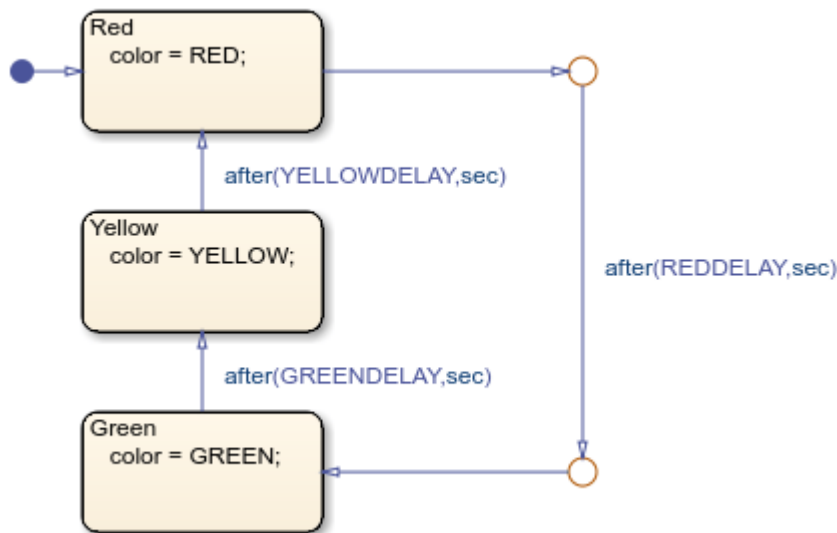 Red
color = RED;
after(YELLOWDELAY,sec)
Yellow
color = YELLOW;
after(REDDELAY,sec)
after(GREENDELAY,sec)
Green
color = GREEN;